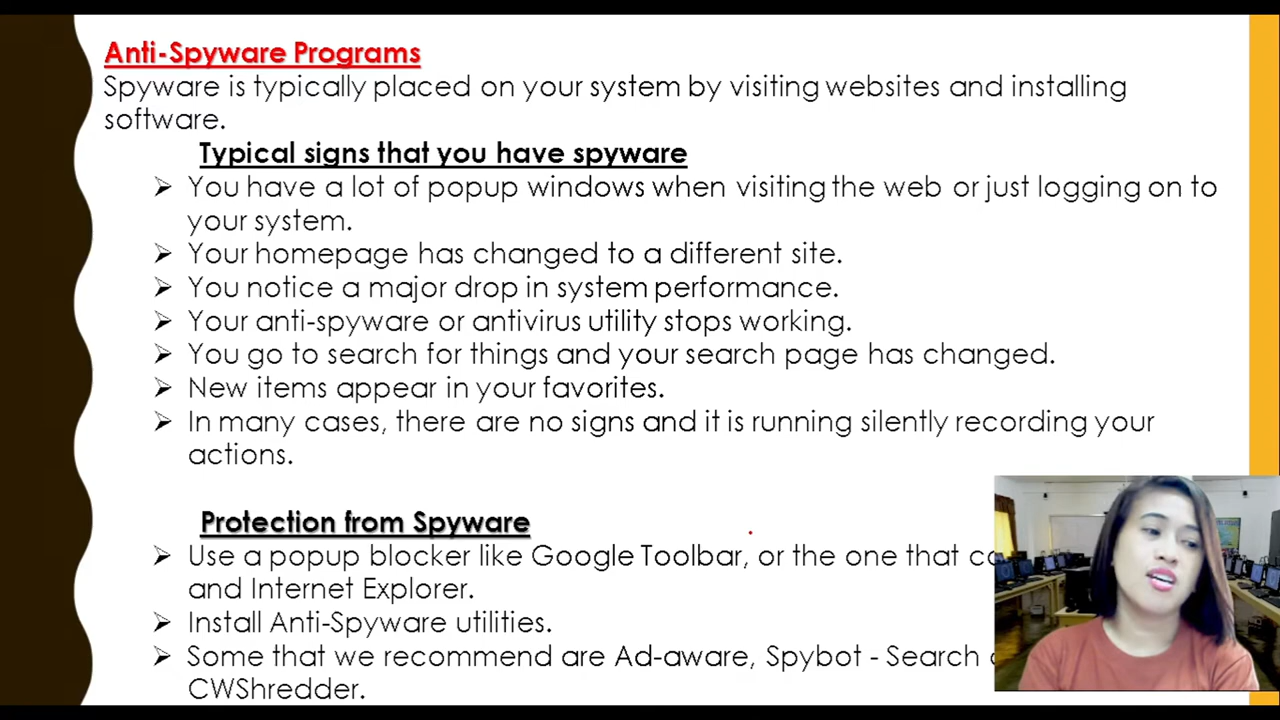 Anti-Spyware Programs
Spyware is typically placed on your system by visiting websites and installing
software.
Typical signs that you have spyware
➢ You have a lot of popup windows when visiting the web or just logging on to
your system.
➢ Your homepage has changed to a different site.
➢ You notice a major drop in system performance.
➢ Your anti-spyware or antivirus utility stops working.
➢ You go to search for things and your search page has changed.
➢ New items appear in your favorites.
➢ In many cases, there are no signs and it is running silently recording your
actions.
Protection from Spyware
➢ Use a popup blocker like Google Toolbar, or the one that
and Internet Explorer.
➢ Install Anti-Spyware utilities.
➢ Some that we recommend are Ad-aware, Spybot - Search
CWShredder.